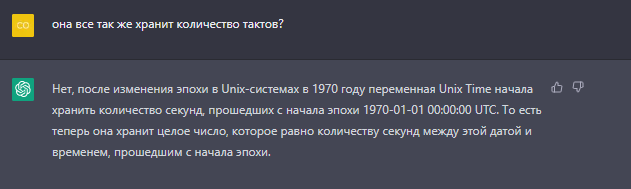 CO
она все так же хранит количество тактов?
Нет, после изменения эпохи в Unix-системах в 1970 году переменная Unix Time начала
хранить количество секунд, прошедших с начала эпохи 1970-01-01 00:00:00 UTC. То есть
теперь она хранит целое число, которое равно количеству секунд между этой датой и
временем, прошедшим с начала эпохи.